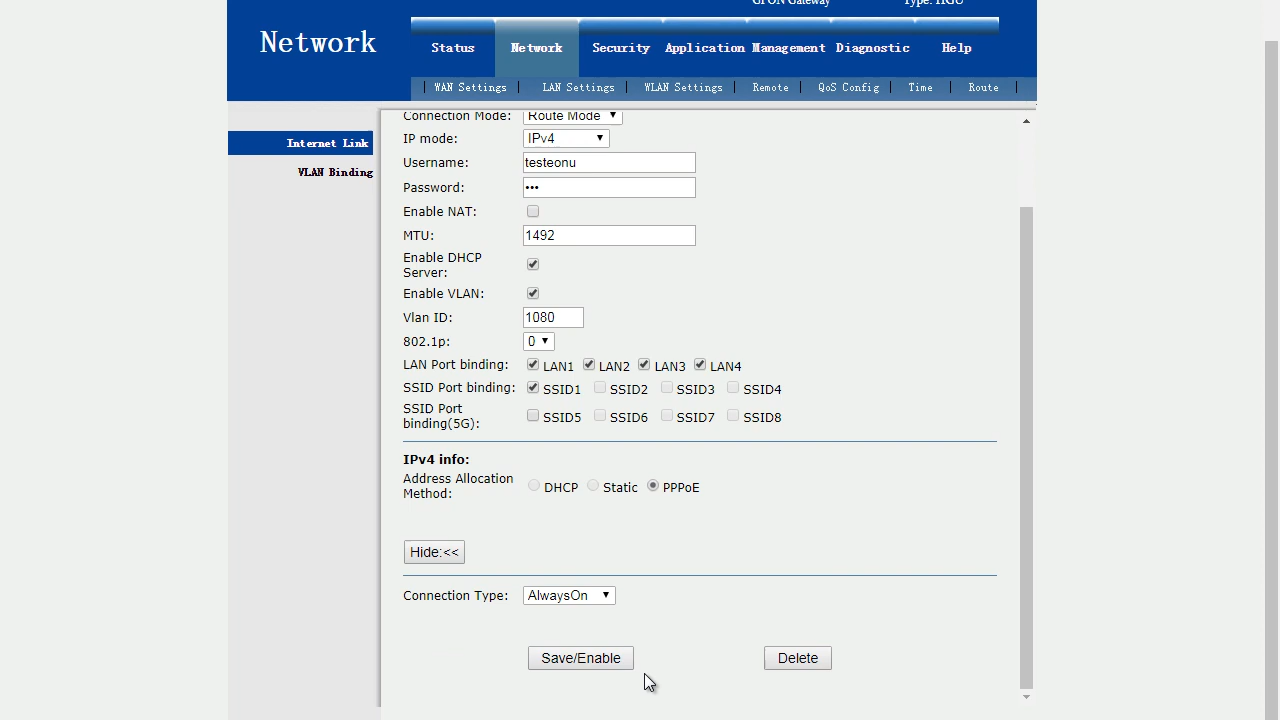 GPON Gateway Type: HGU
Network
Status Network Security Application Management Diagnostic Help
WAN Settings LAN Settings WLAN Settings Remote QoS Config Time Route
Internet Link
VLAN Binding
Connection Mode: Route Mode
IP mode: IPv4
Username: testeonu
Password: •••
Enable NAT:
MTU: 1492
Enable DHCP
Server:
Enable VLAN:
Vlan ID: 1080
802.1p: 0
LAN Port binding: LAN1 LAN2 LAN3 LAN4
SSID Port binding: SSID1 SSID2 SSID3 SSID4
SSID Port
binding(5G): SSID5 SSID6 SSID7 SSID8
IPv4 info:
Address Allocation
Method: DHCP Static PPPoE
Hide:<<
Connection Type: AlwaysOn
Save/Enable Delete